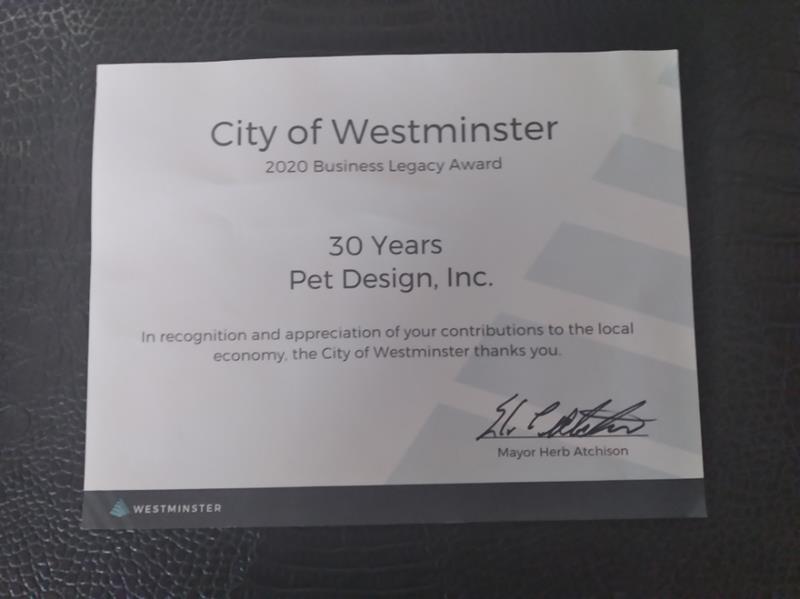 City of Westminster
2020 Business Legacy Award
30 Years
Pet Design, Inc.
In recognition and appreciation of your contributions to the local
economy, the City of Westminster thanks you.
Mayor Herb Atchison
WESTMINSTER